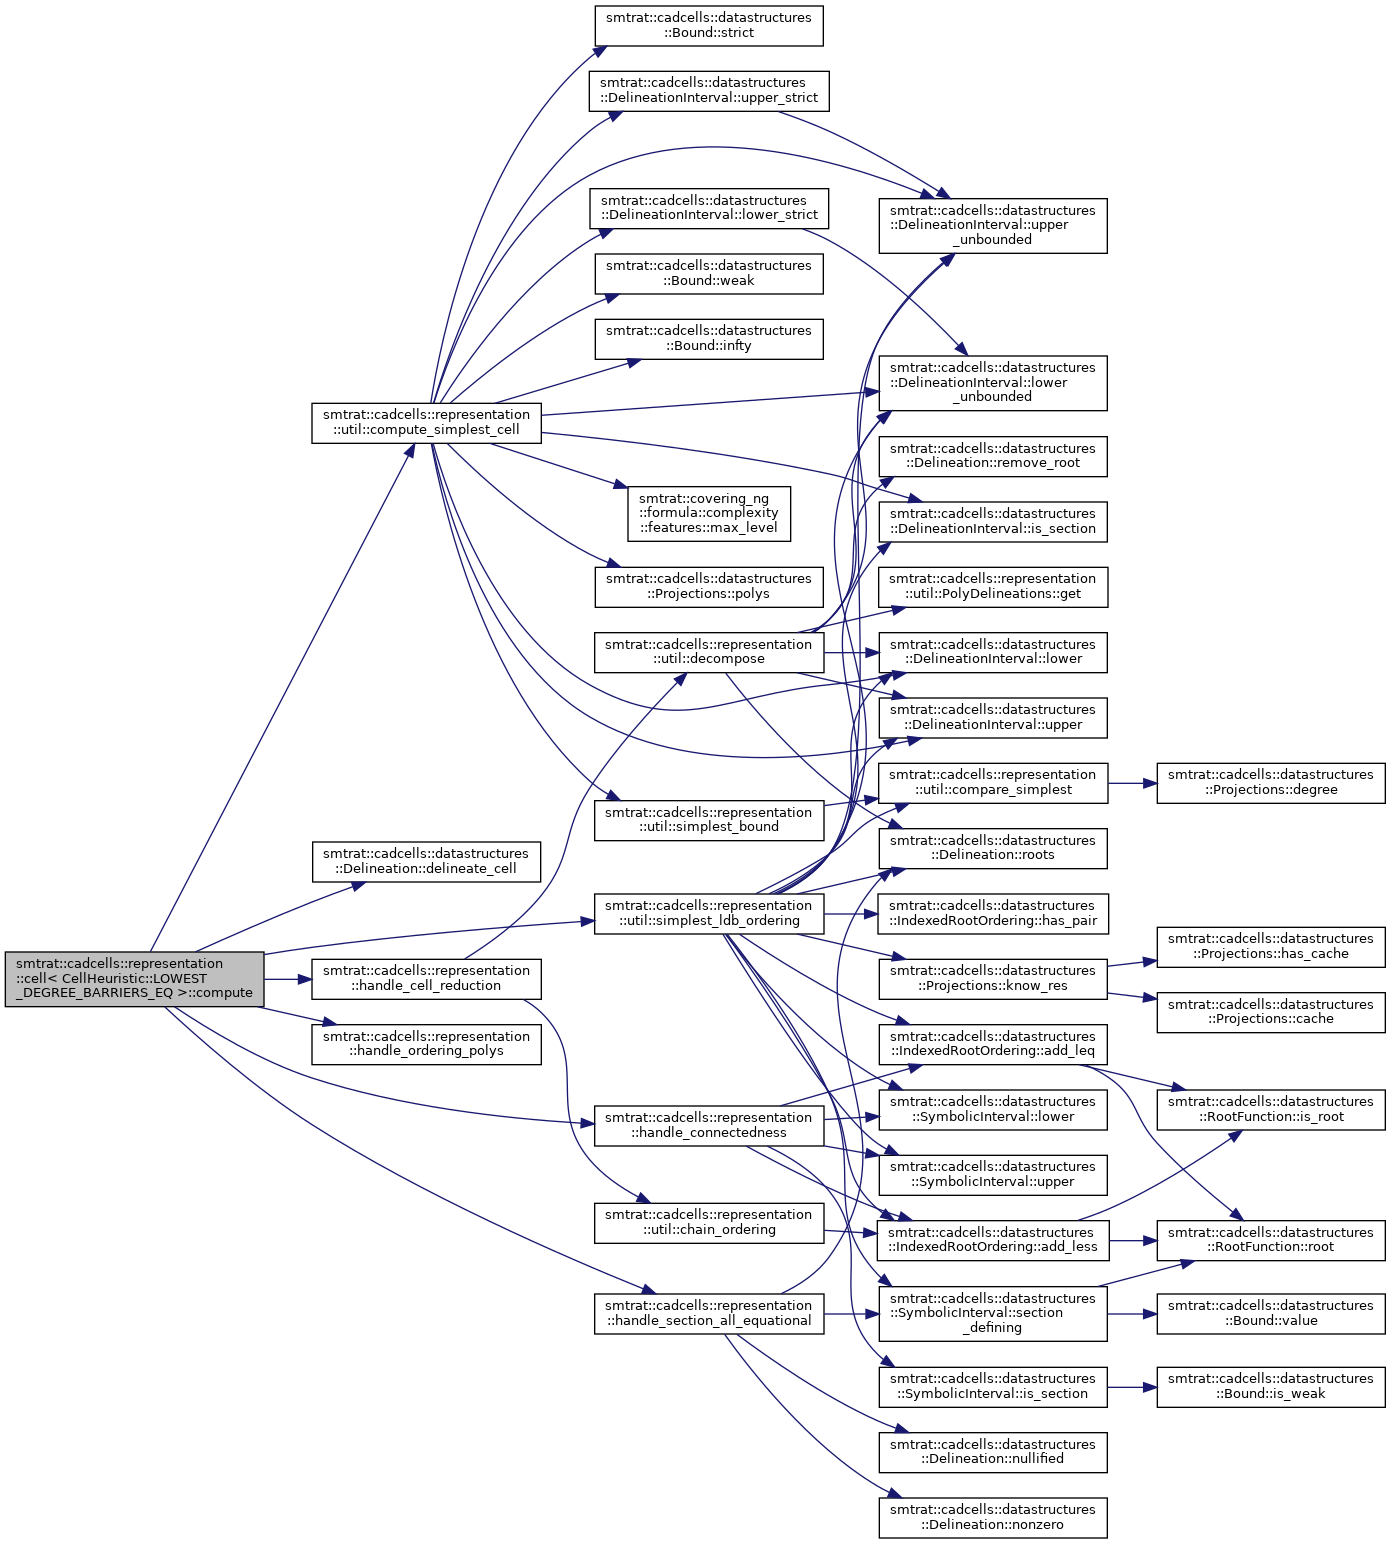 smtrat::cadcells::datastructures
::Bound::strict
smtrat::cadcells::datastructures
::DelineationInterval::upper_strict
smtrat::cadcells::datastructures
::DelineationInterval::lower_strict
smtrat::cadcells::datastructures
::DelineationInterval::upper
_unbounded
smtrat::cadcells::datastructures
::Bound::weak
smtrat::cadcells::datastructures
::Bound::infty
smtrat::cadcells::datastructures
::DelineationInterval::lower
_unbounded
smtrat::cadcells::representation
::util::compute_simplest_cell
smtrat::cadcells::datastructures
::Delineation::remove_root
smtrat::covering_ng
::formula::complexity
::features::max_level
smtrat::cadcells::datastructures
::DelineationInterval::is_section
smtrat::cadcells::datastructures
::Projections::polys
smtrat::cadcells::representation
::util::PolyDelineations::get
smtrat::cadcells::representation
::util::decompose
smtrat::cadcells::datastructures
::DelineationInterval::lower
smtrat::cadcells::datastructures
::DelineationInterval::upper
smtrat::cadcells::representation
::util::compare_simplest
smtrat::cadcells::datastructures
::Projections::degree
smtrat::cadcells::representation
::util::simplest_bound
smtrat::cadcells::datastructures
::Delineation::roots
smtrat::cadcells::datastructures
::Delineation::delineate_cell
smtrat::cadcells::representation
::util::simplest_ldb_ordering
smtrat::cadcells::datastructures
::IndexedRootOrdering::has_pair
smtrat::cadcells::datastructures
::Projections::has_cache
smtrat::cadcells::representation
::cell< CellHeuristic::LOWEST
_DEGREE_BARRIERS_EQ >::compute
smtrat::cadcells::representation
::handle_cell_reduction
smtrat::cadcells::datastructures
::Projections::know_res
smtrat::cadcells::datastructures
::Projections::cache
smtrat::cadcells::representation
::handle_ordering_polys
smtrat::cadcells::datastructures
::IndexedRootOrdering::add_leq
smtrat::cadcells::representation
::handle_connectedness
smtrat::cadcells::datastructures
::SymbolicInterval::lower
smtrat::cadcells::datastructures
::RootFunction::is_root
smtrat::cadcells::datastructures
::SymbolicInterval::upper
smtrat::cadcells::representation
::util::chain_ordering
smtrat::cadcells::datastructures
::IndexedRootOrdering::add_less
smtrat::cadcells::datastructures
::RootFunction::root
smtrat::cadcells::representation
::handle_section_all_equational
smtrat::cadcells::datastructures
::SymbolicInterval::section
_defining
smtrat::cadcells::datastructures
::Bound::value
smtrat::cadcells::datastructures
::SymbolicInterval::is_section
smtrat::cadcells::datastructures
::Bound::is_weak
smtrat::cadcells::datastructures
::Delineation::nullified
smtrat::cadcells::datastructures
::Delineation::nonzero